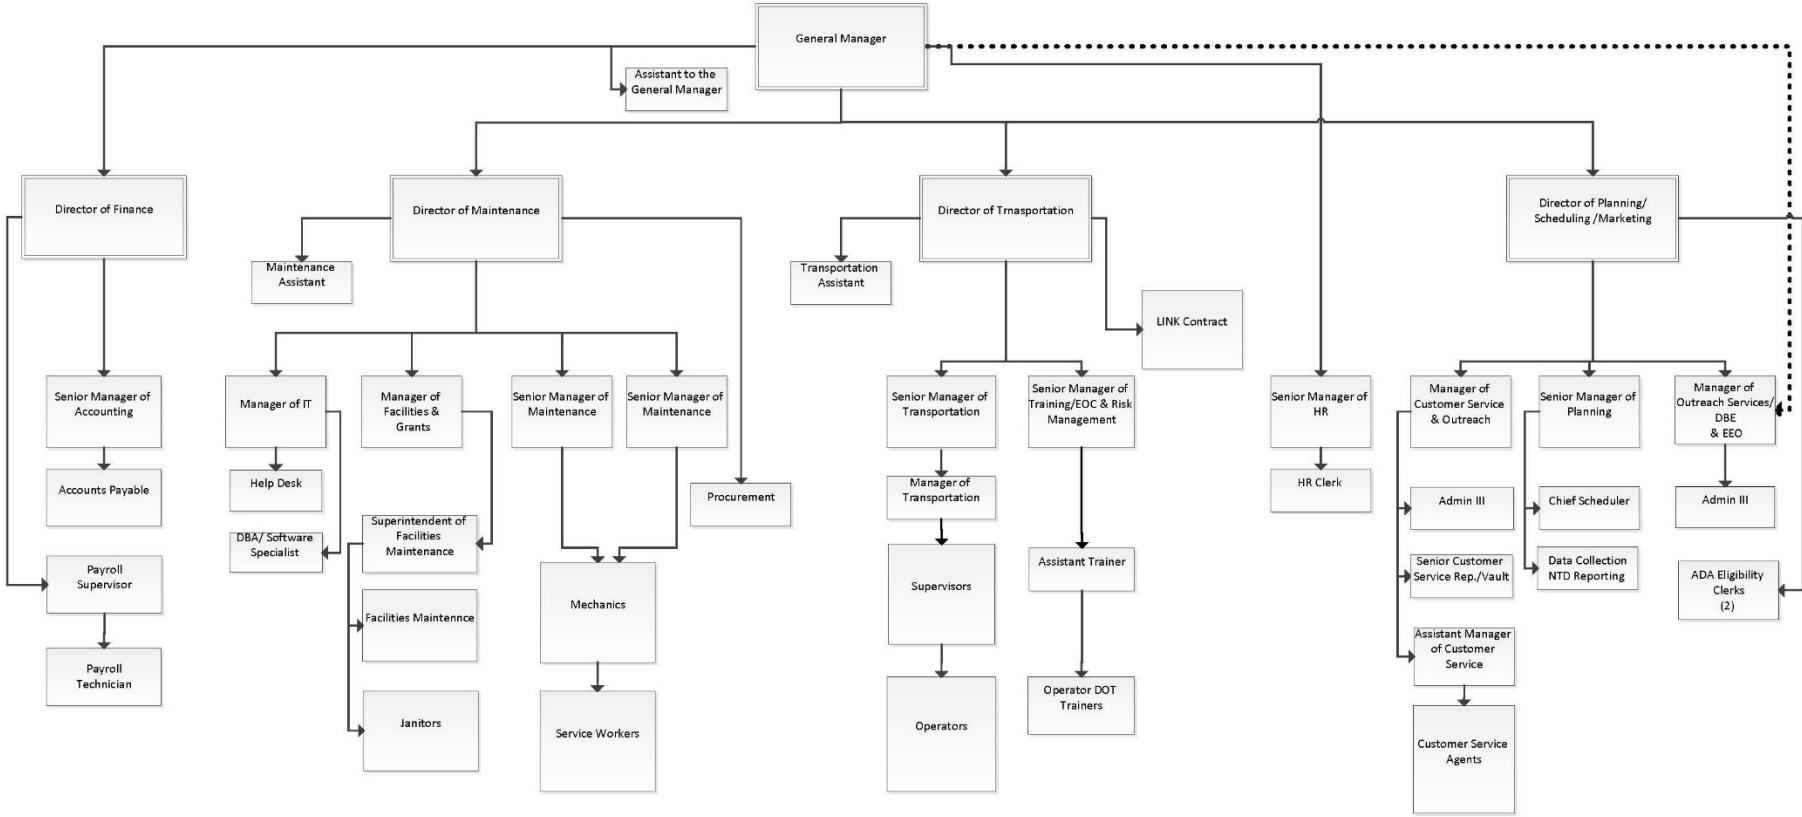 General Manager
Assistant to the
General Manager
Director of Finance
Director of Maintenance
Director of Trnasportation
Director of Planning/
Scheduling /Marketing
Maintenance
Assistant
Transportation
Assistant
LINK Contract
Senior Manager of
Accounting
Manager of IT
Manager of
Facilities &
Grants
Senior Manager of
Maintenance
Senior Manager of
Maintenance
Senior Manager of
Transportation
Senior Manager of
Training/EOC & Risk
Management
Senior Manager of
HR
Manager of
Customer Service
& Outreach
Senior Manager of
Planning
Manager of
Outreach Services/
DBE
& EEO
Accounts Payable
Help Desk
Procurement
Manager of
Transportation
HR Clerk
Admin III
Chief Scheduler
Admin III
DBA/ Software
Specialist
Superintendent of
Facilities
Maintenance
Payroll
Supervisor
Mechanics
Supervisors
Assistant Trainer
Senior Customer
Service Rep./Vault
Data Collection
NTD Reporting
ADA Eligibility
Clerks
(2)
Facilities Maintennce
Payroll
Technician
Assistant Manager
of Customer
Service
Janitors
Service Workers
Operators
Operator DOT
Trainers
Customer Service
Agents